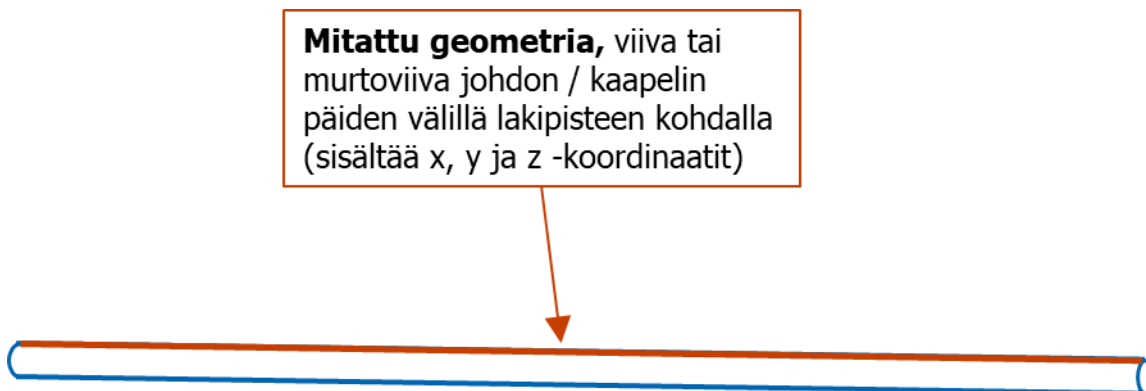 Mitattu geometria, viiva tai
murtoviiva johdon / kaapelin
päiden välillä lakipisteen kohdalla
(sisältää x, y ja z -koordinaatit)